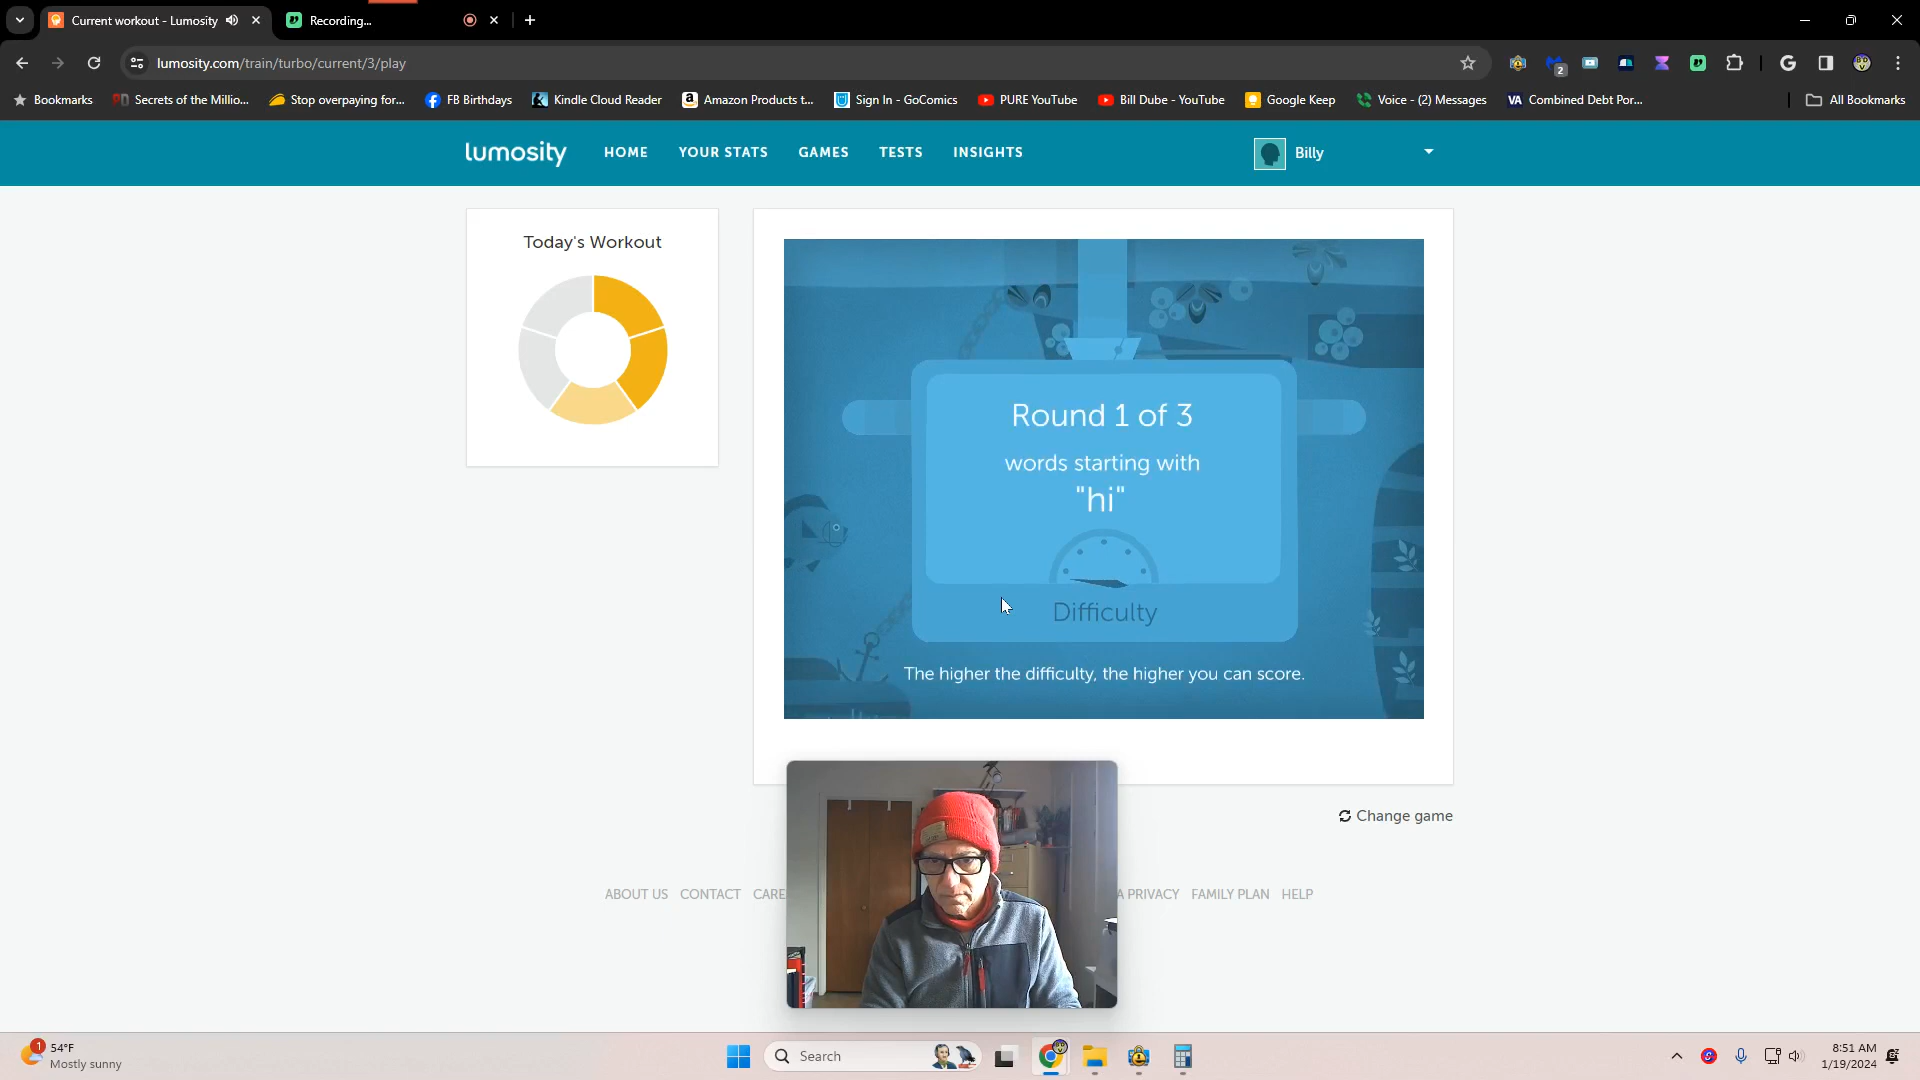 Current workout - Lumosity
Recording...
lumosity.com/train/turbo/current/3/play
2
Bookmarks
Secrets of the Millio...
Stop overpaying for...
FB Birthdays
Kindle Cloud Reader
Amazon Products t...
Sign In - GoComics
PURE YouTube
Bill Dube - YouTube
Google Keep
Voice - (2) Messages
VA Combined Debt Por...
All Bookmarks
lumosity
HOME
YOUR STATS
GAMES
TESTS
INSIGHTS
Billy
Today's Workout
Round 1 of 3
words starting with
"hi"
Difficulty
The higher the difficulty, the higher you can score.
Change game
ABOUT US
CONTACT
CARE
A PRIVACY
FAMILY PLAN
HELP
1
54°F
Mostly sunny
Search
8:51 AM
1/19/2024